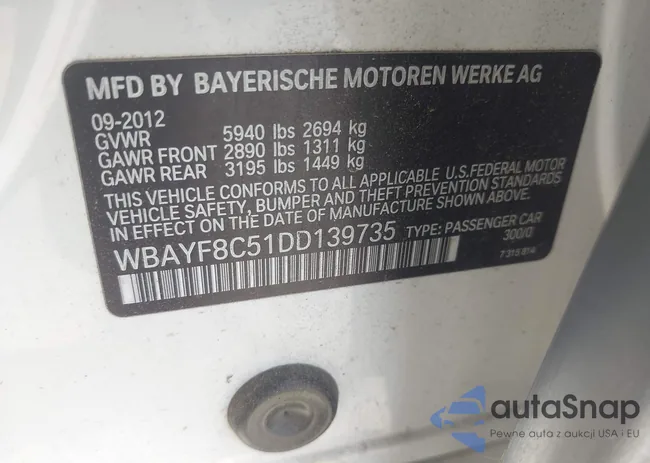 MFD BY BAYERISCHE MOTOREN WERKE AG
09-2012
GVWR 5940 lbs 2694 kg
GAWR FRONT 2890 lbs 1311 kg
GAWR REAR 3195 lbs 1449 kg
THIS VEHICLE CONFORMS TO ALL APPLICABLE U.S.FEDERAL MOTOR
VEHICLE SAFETY, BUMPER AND THEFT PREVENTION STANDARDS
IN EFFECT ON THE DATE OF MANUFACTURE SHOWN ABOVE.
WBAYF8C51DD139735 TYPE: PASSENGER CAR
300/0
autaSnap
Pewne auta z aukcji USA i EU